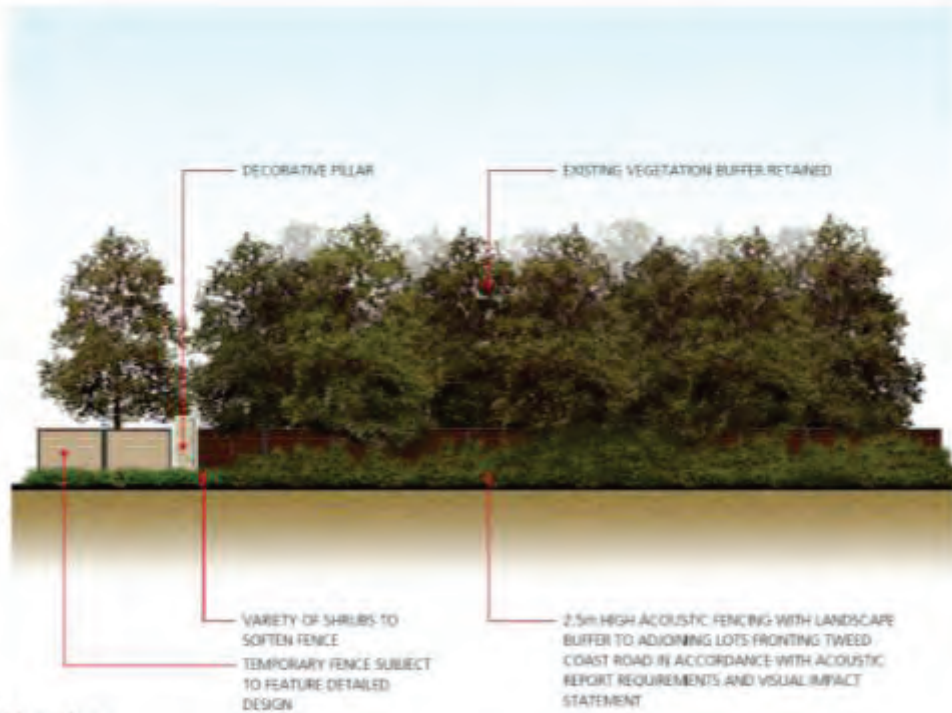 DECORATIVE PILLAR
EXISTING VEGETATION BUFFER RETAINED
VARIETY OF SHRUBS TO
SOFTEN FENCE
TEMPORARY FENCE SUBJECT
TO FEATURE DETAILED
DESIGN
2.5m HIGH ACOUSTIC FENCING WITH LANDSCAPE
BUFFER TO ADJOINING LOTS FRONTING TWEED
COAST ROAD IN ACCORDANCE WITH ACOUSTIC
REPORT REQUIREMENTS AND VISUAL IMPACT
STATEMENT